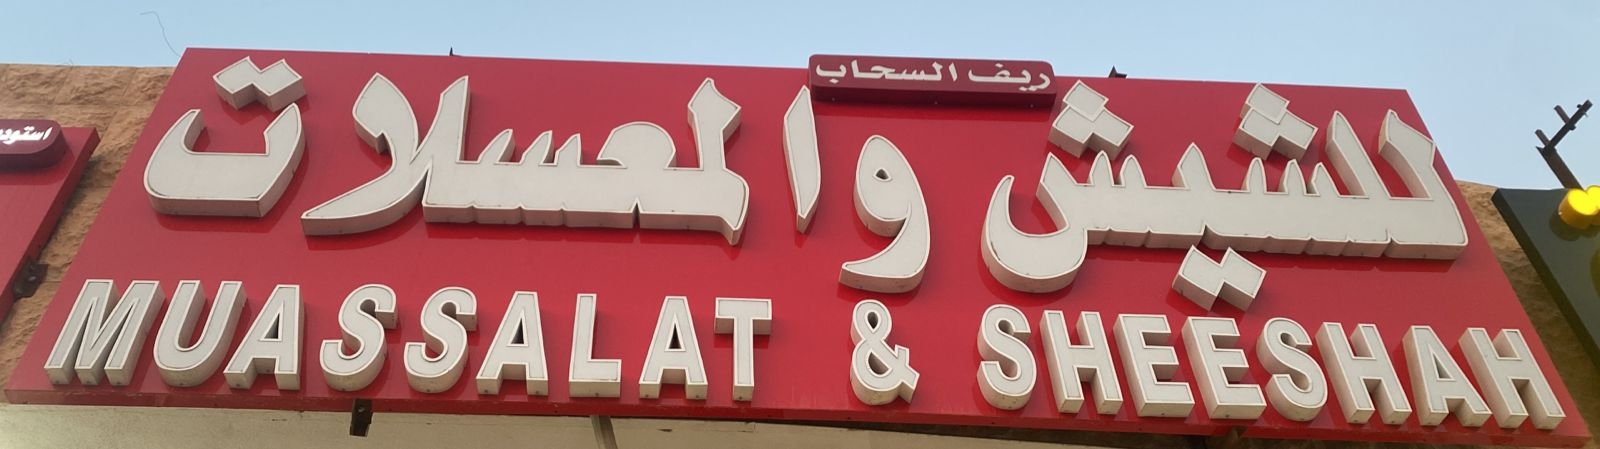 ريف السحاب
للشيش والمعسلات
MUASSALAT & SHEESHAH